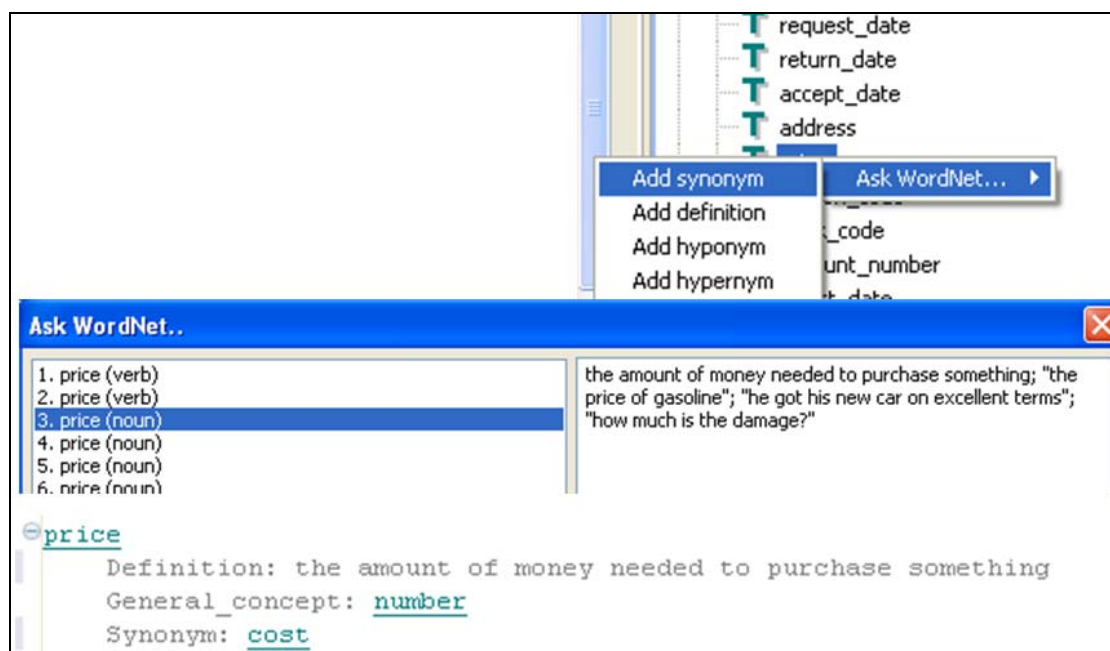 request_date
return_date
accept_date
address
Add synonym Ask WordNet...
Add definition
Add hyponym _code
Add hypernym unt_number
Ask WordNet..
1. price (verb)
2. price (verb)
3. price (noun)
4. price (noun)
5. price (noun)
6. price (noun)
the amount of money needed to purchase something; "the
price of gasoline"; "he got his new car on excellent terms";
"how much is the damage?"
price
Definition: the amount of money needed to purchase something
General_concept: number
Synonym: cost